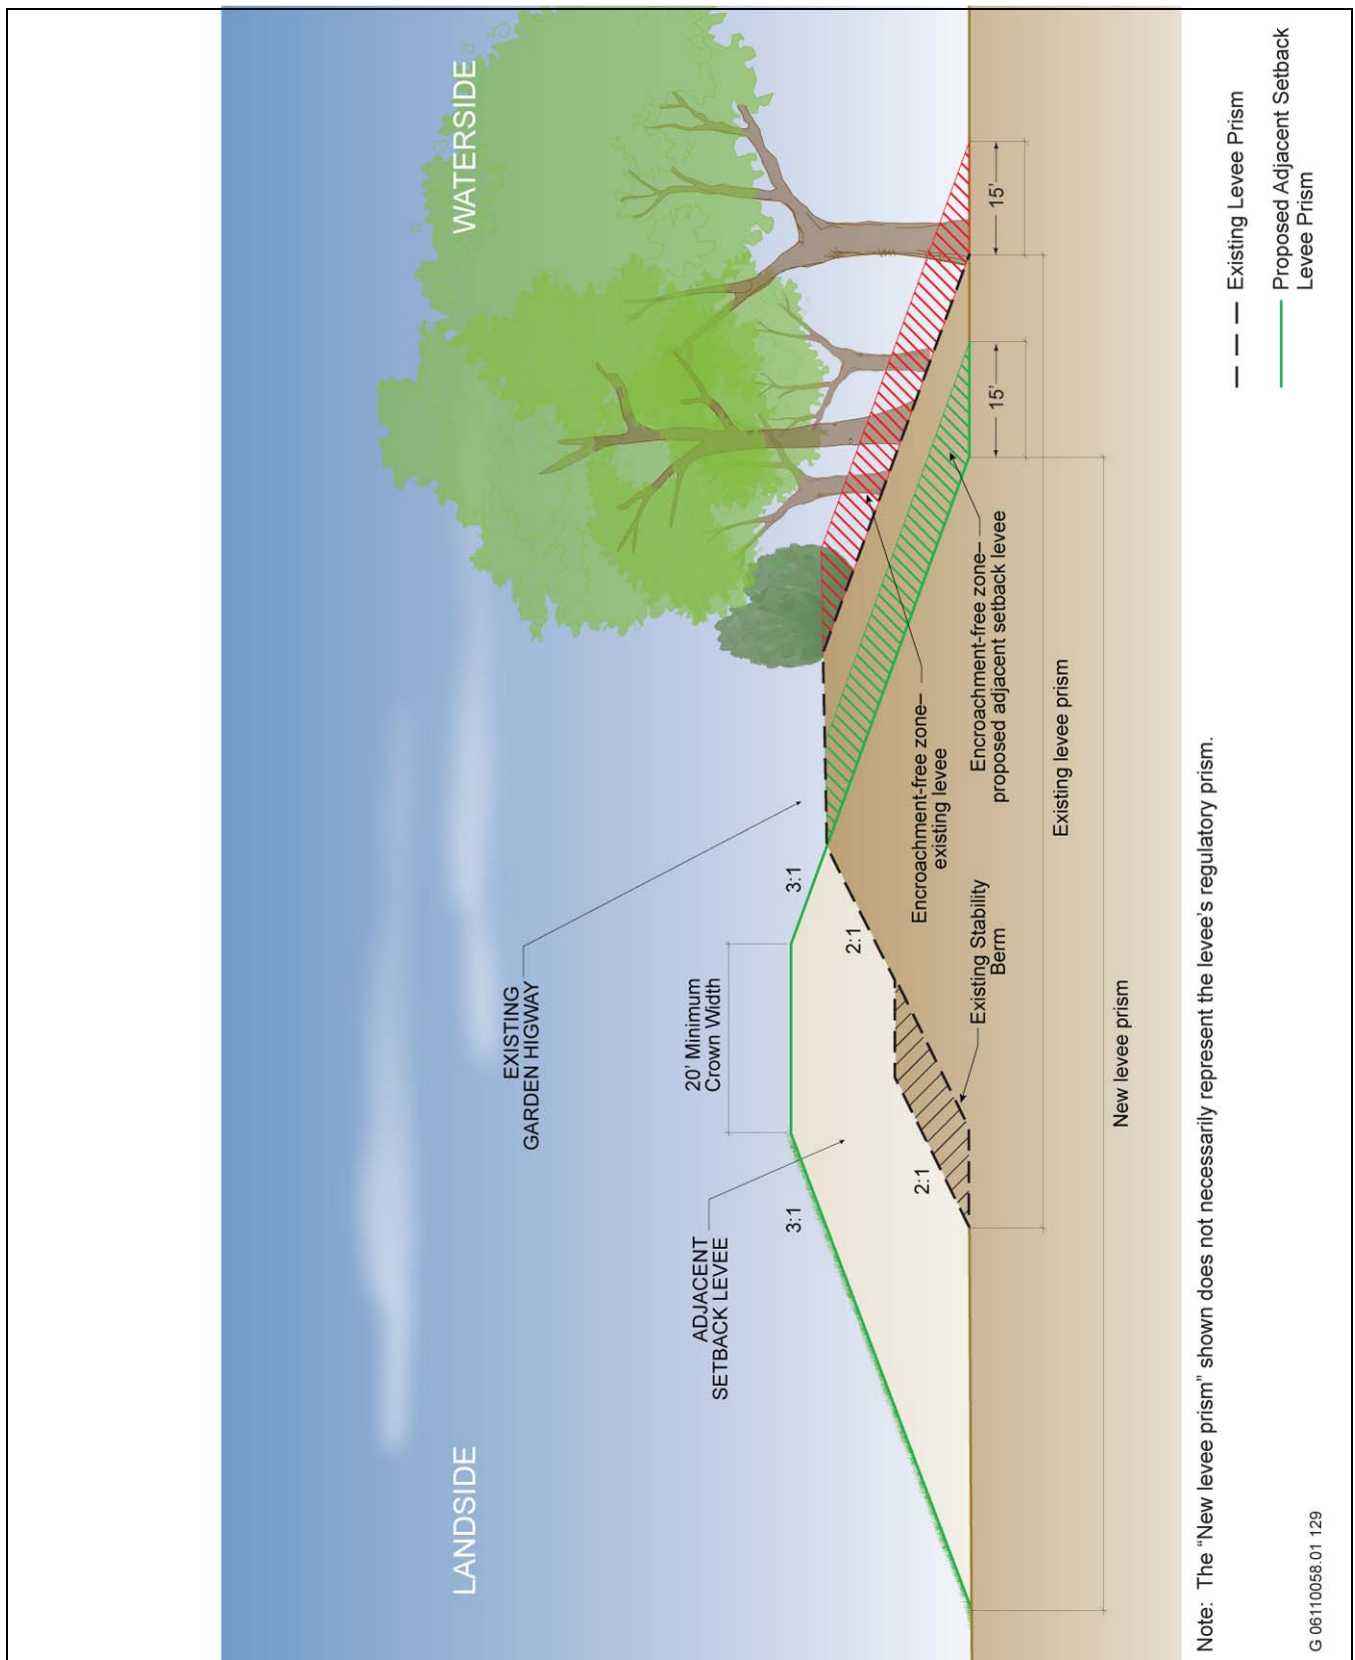 LANDSIDE
WATERSIDE
EXISTING
GARDEN HIGWAY
20' Minimum
Crown Width
ADJACENT
SETBACK LEVEE
3:1
3:1
2:1
2:1
Existing Stability
Berm
Encroachment-free zone–
existing levee
Encroachment-free zone–
proposed adjacent setback levee
15'
15'
Existing levee prism
New levee prism
Note: The “New levee prism” shown does not necessarily represent the levee’s regulatory prism.
Existing Levee Prism
Proposed Adjacent Setback
Levee Prism
G 06110058.01 129